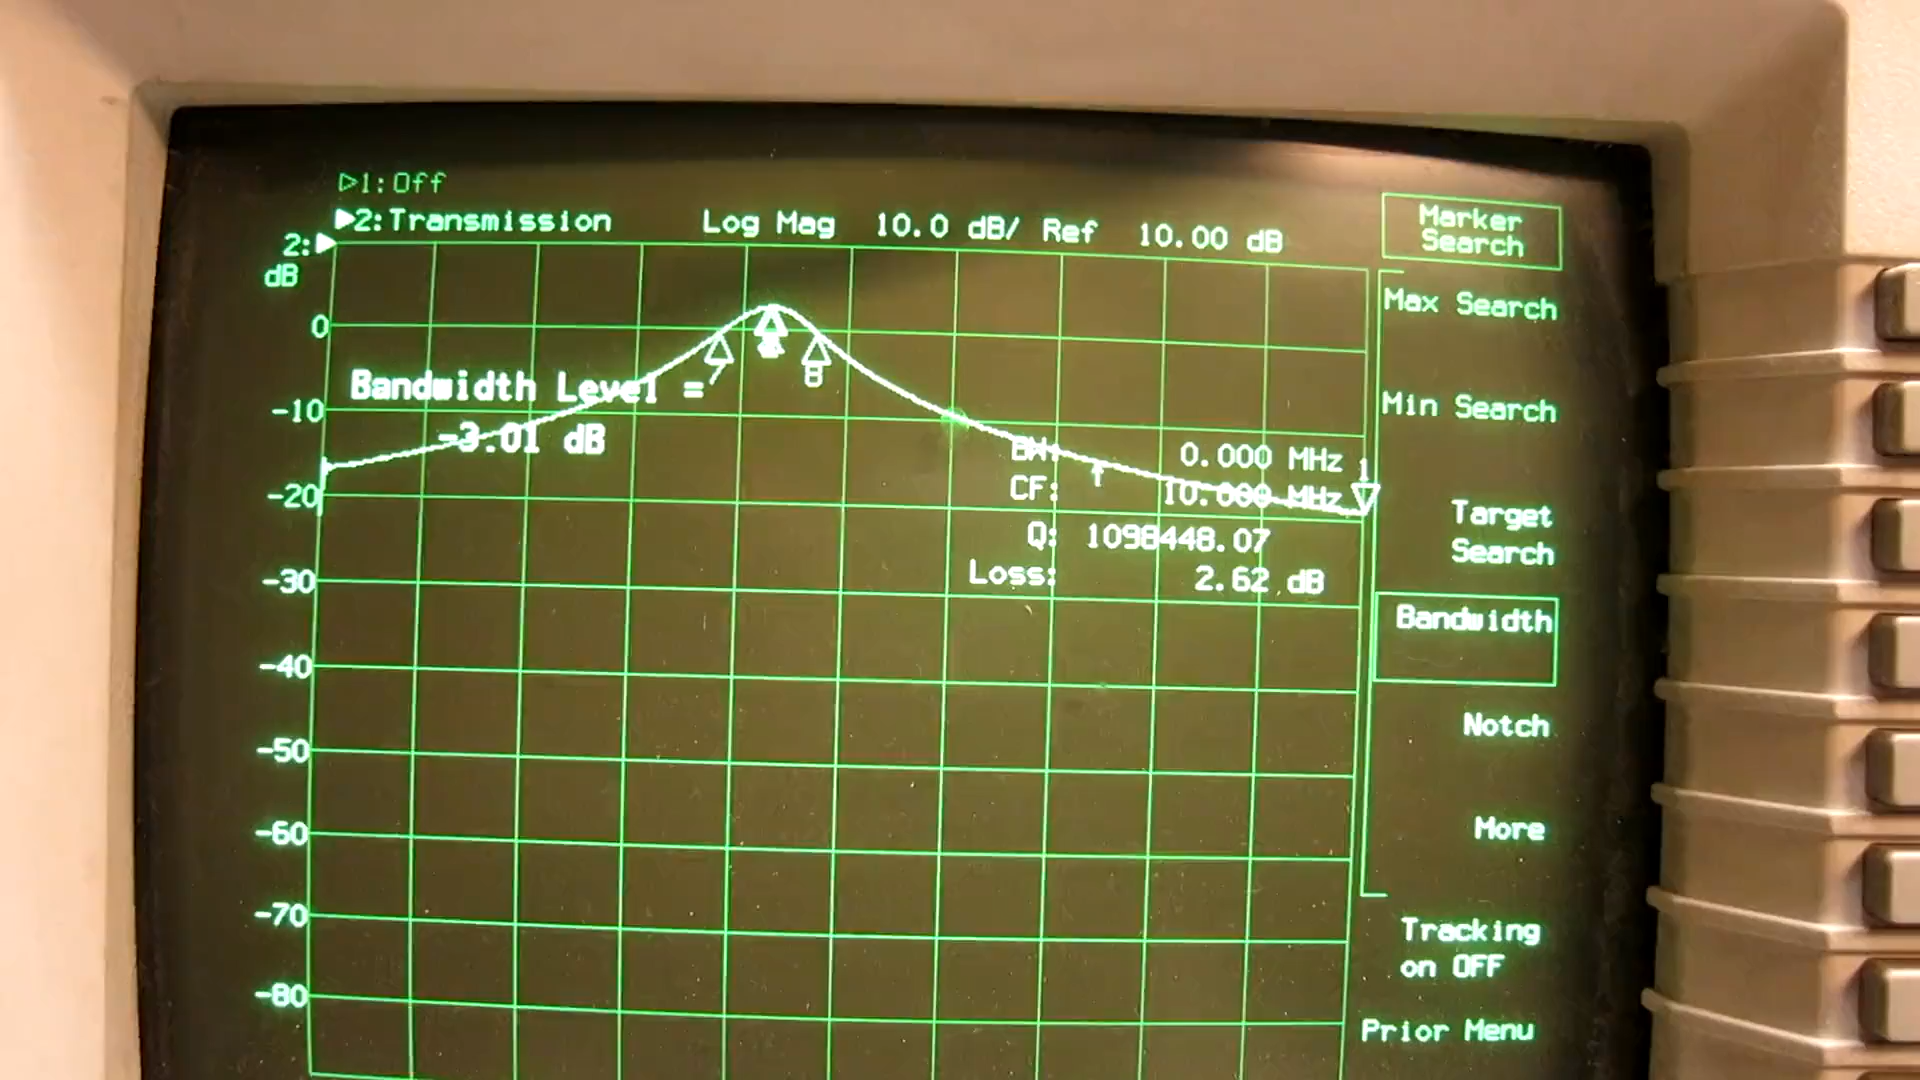 ▷1:Off
▶2:Transmission Log Mag 10.0 dB/ Ref 10.00 dB
2:▶
dB
0
-10
-20
-30
-40
-50
-60
-70
-80
Bandwidth Level =
-3.01 dB
BW: 0.000 MHz
CF: 10.000 MHz
Q: 1098448.07
Loss: 2.62 dB
1
Marker
Search
Max Search
Min Search
Target
Search
Bandwidth
Notch
More
Tracking
on OFF
Prior Menu